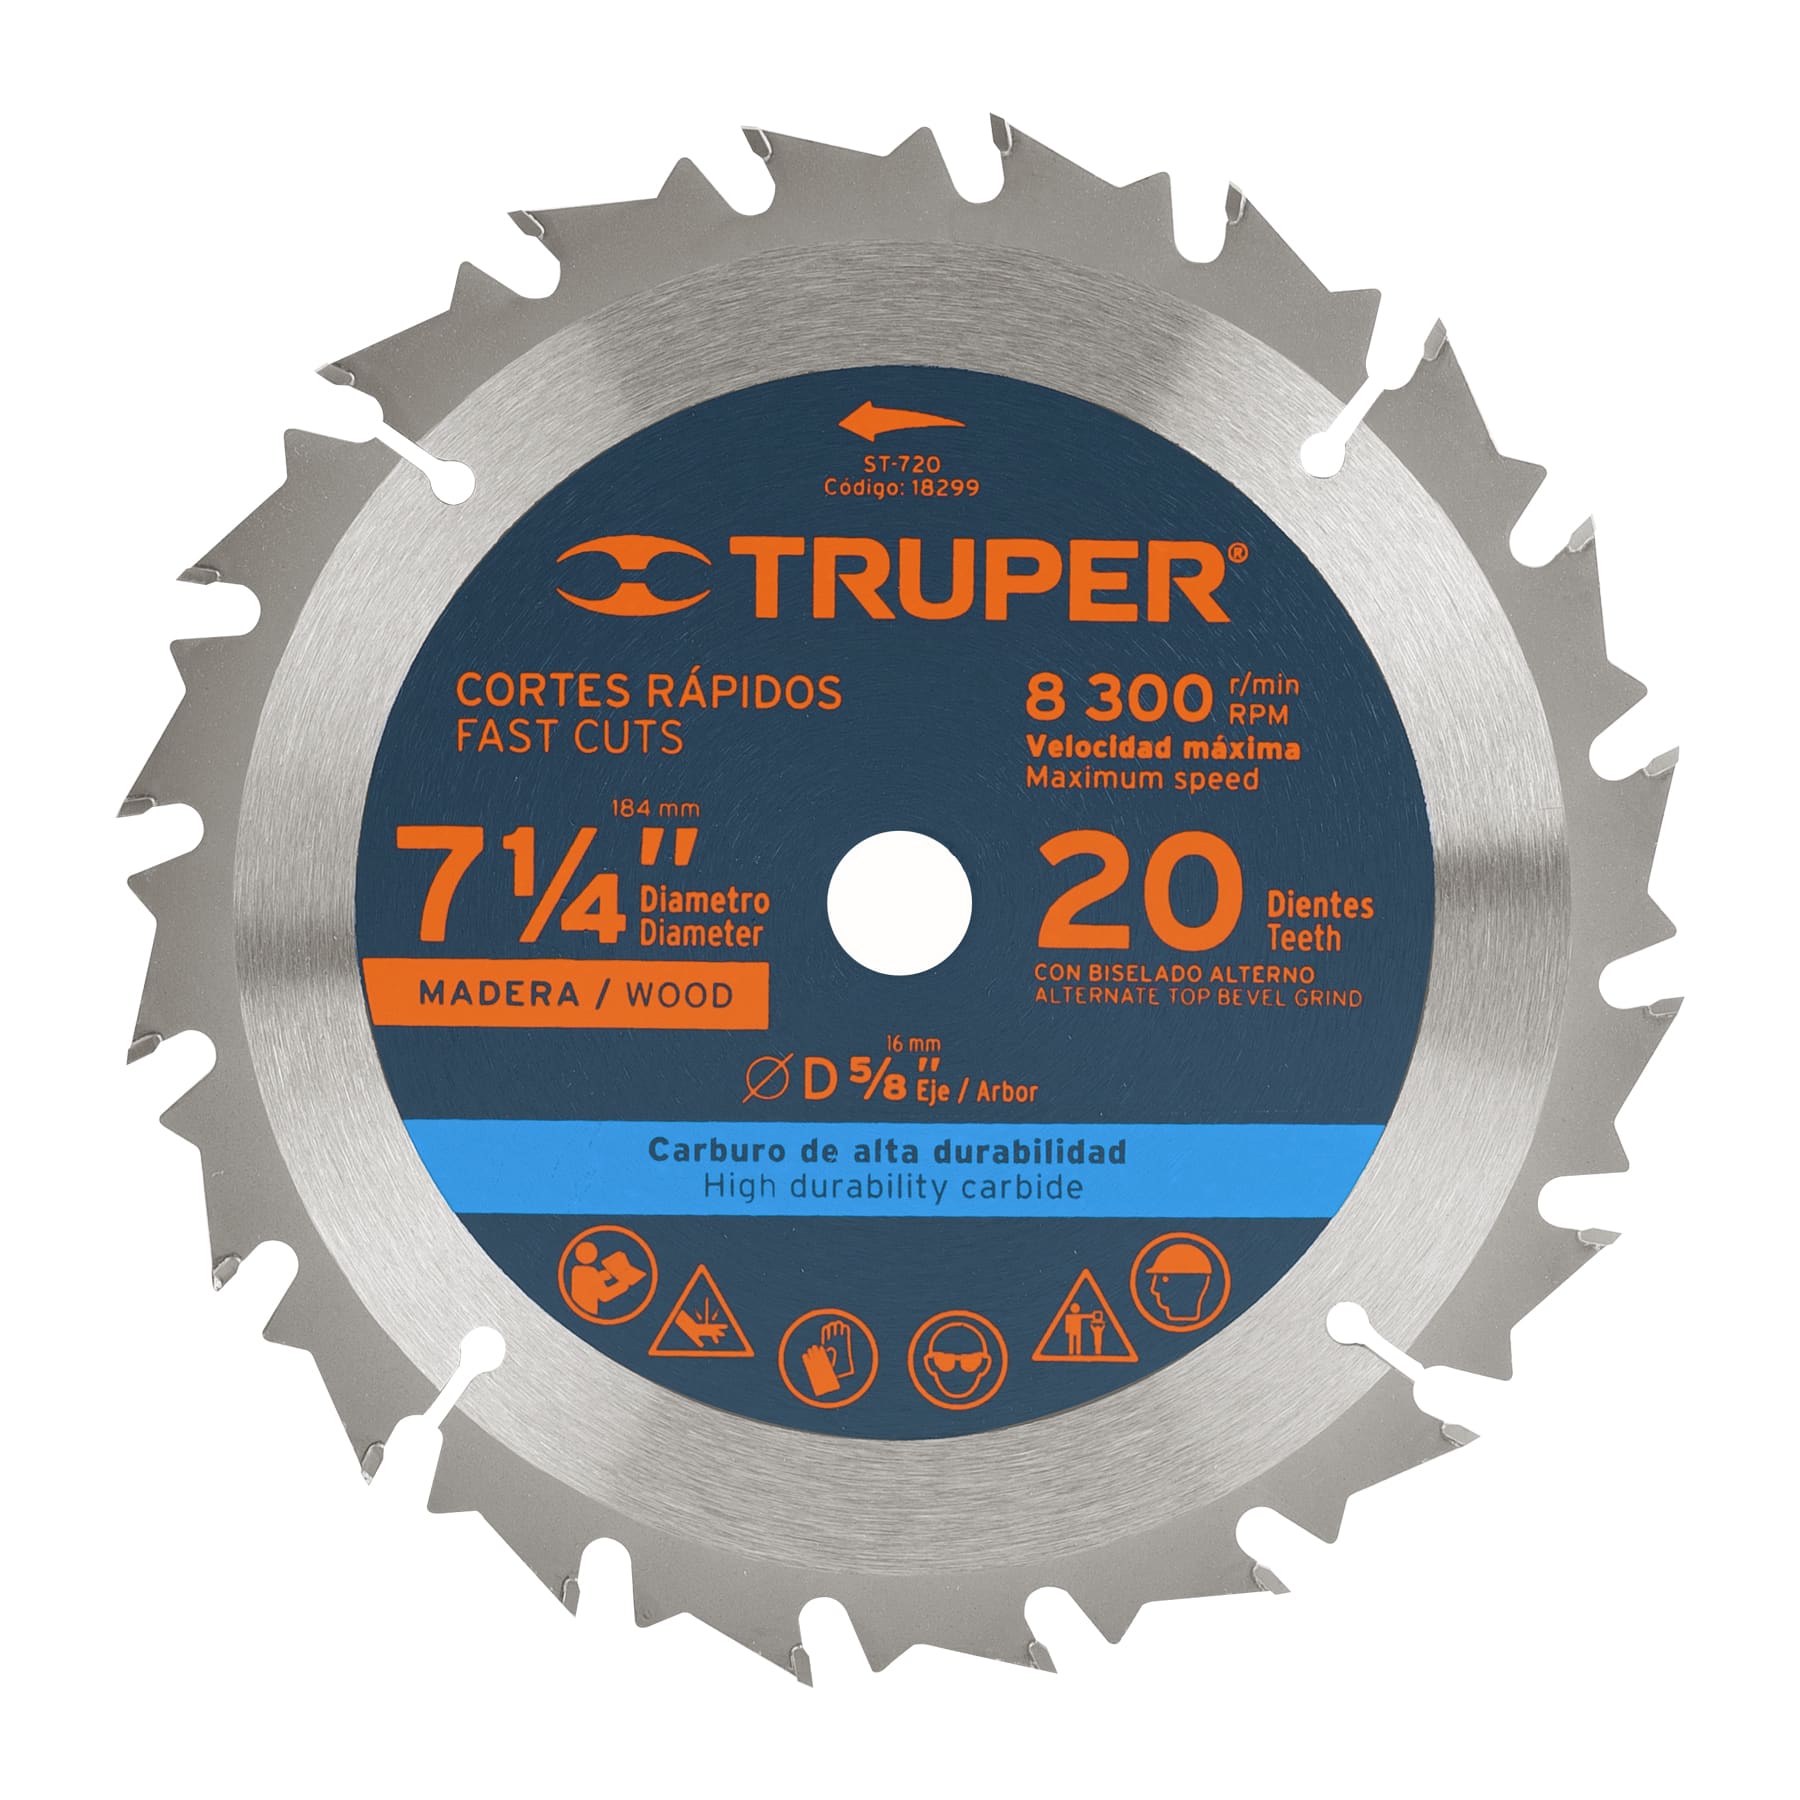 ST-720
Código: 18299
TRUPER®
CORTES RÁPIDOS
FAST CUTS
184 mm
7 1/4"
Diametro
Diameter
MADERA / WOOD
8 300 r/min
RPM
Velocidad máxima
Maximum speed
20 Dientes
Teeth
CON BISELADO ALTERNO
ALTERNATE TOP BEVEL GRIND
16 mm
Ø D 5/8" Eje / Arbor
Carburo de alta durabilidad
High durability carbide